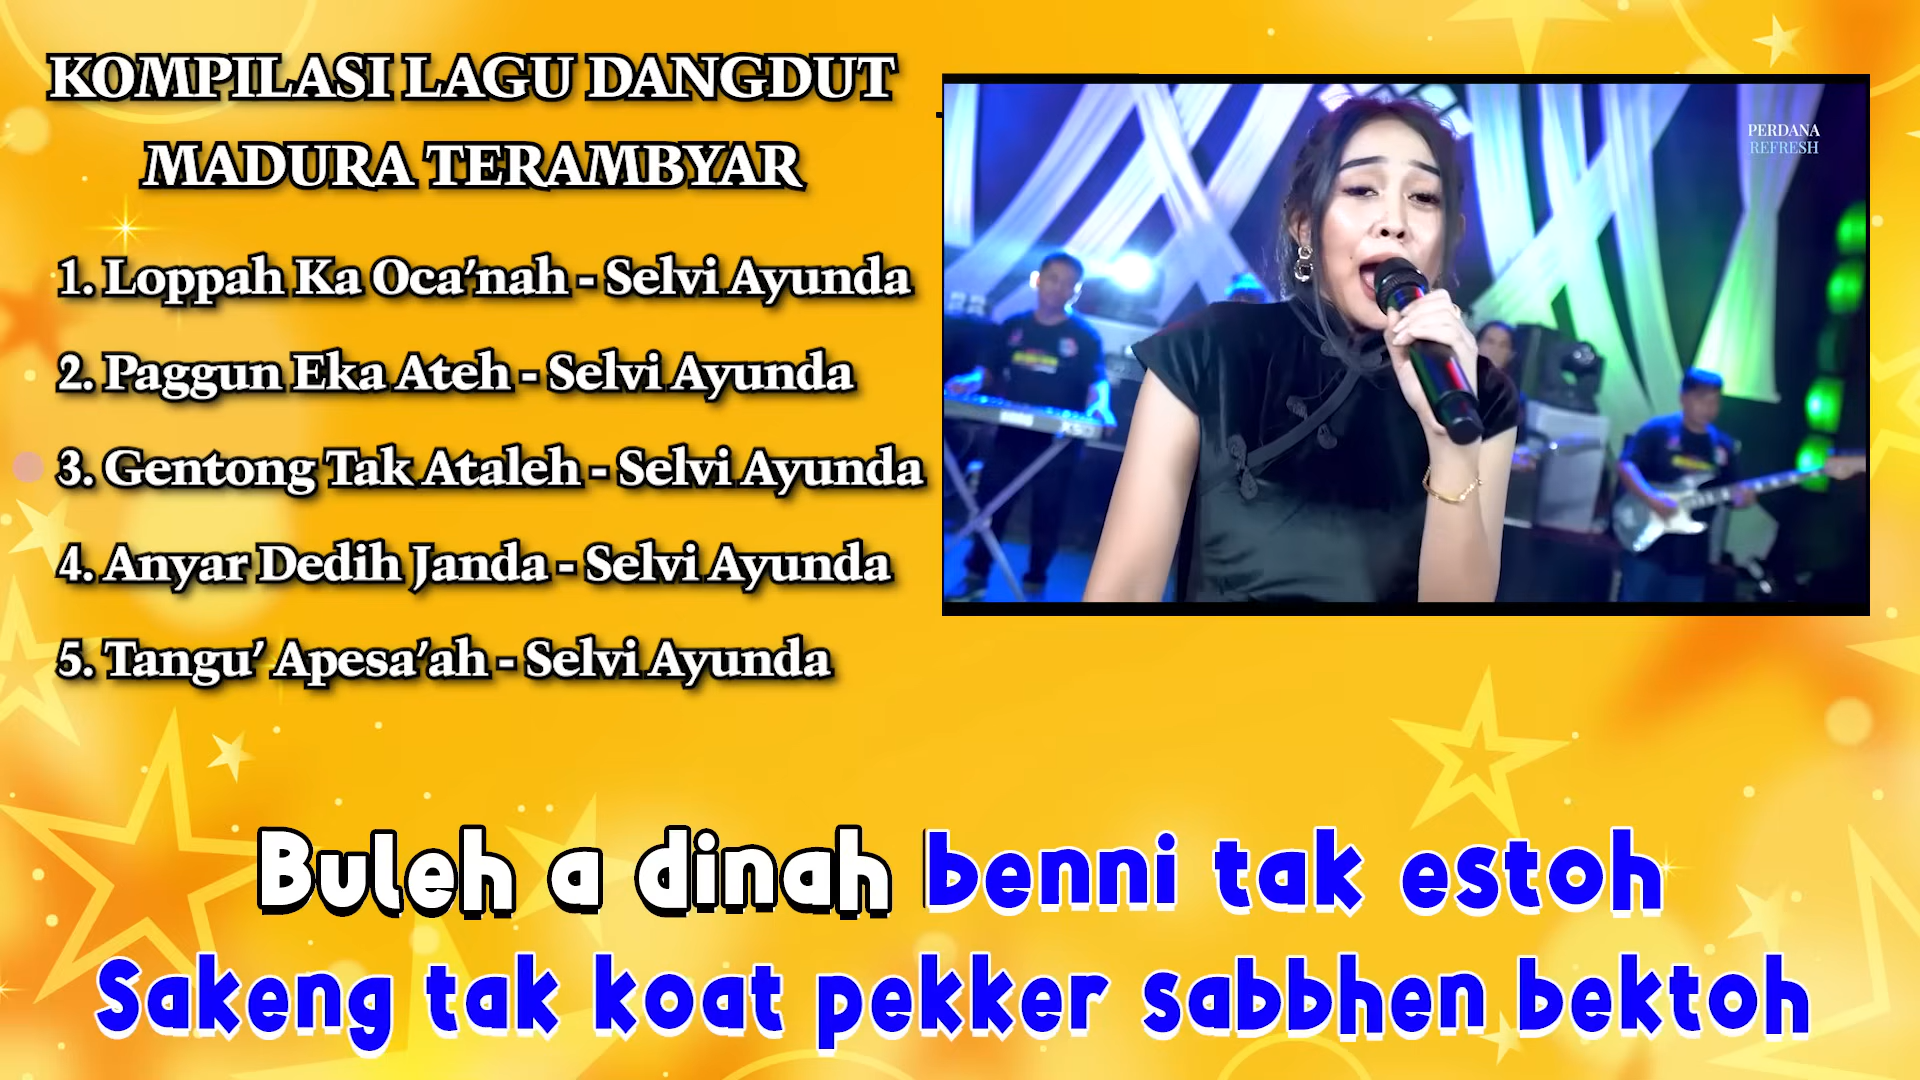 KOMPILASI LAGU DANGDUT
MADURA TERAMBYAR
1. Loppah Ka Oca'nah - Selvi Ayunda
2. Paggun Eka Ateh - Selvi Ayunda
3. Gentong Tak Ataleh - Selvi Ayunda
4. Anyar Dedih Janda - Selvi Ayunda
5. Tangu' Apesa'ah - Selvi Ayunda
PERDANA
REFRESH
Buleh a dinah benni tak estoh
Sakeng tak koat pekker sabbhen bektoh